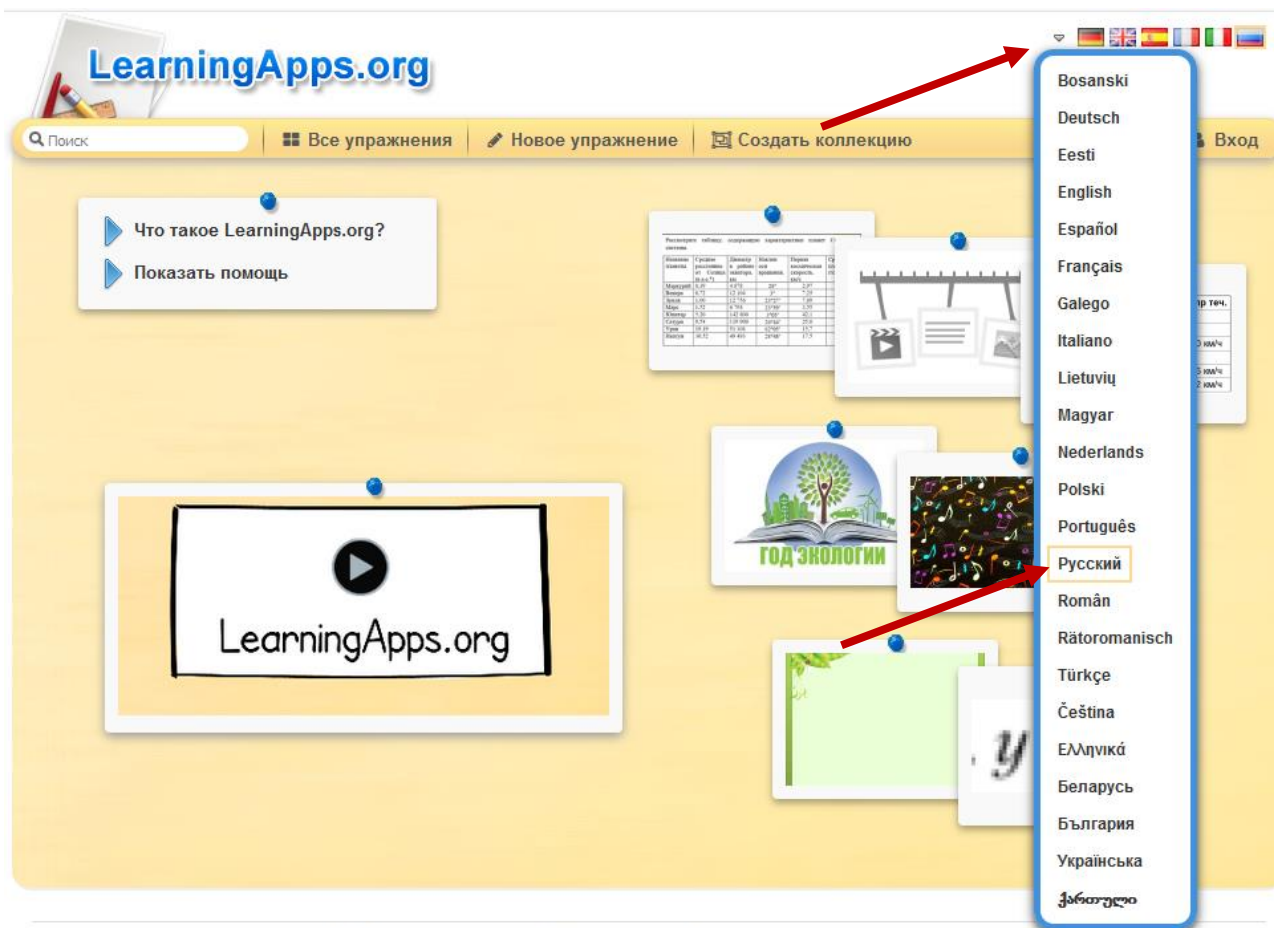 LearningApps.org
Поиск
Все упражнения
Новое упражнение
Создать коллекцию
Вход
Что такое LearningApps.org?
Показать помощь
LearningApps.org
ГОД ЭКОЛОГИИ
у
Bosanski
Deutsch
Eesti
English
Español
Français
Galego
Italiano
Lietuvių
Magyar
Nederlands
Polski
Português
Русский
Român
Rätoromanisch
Türkçe
Čeština
Ελληνικά
Беларусь
България
Українська
ქართული